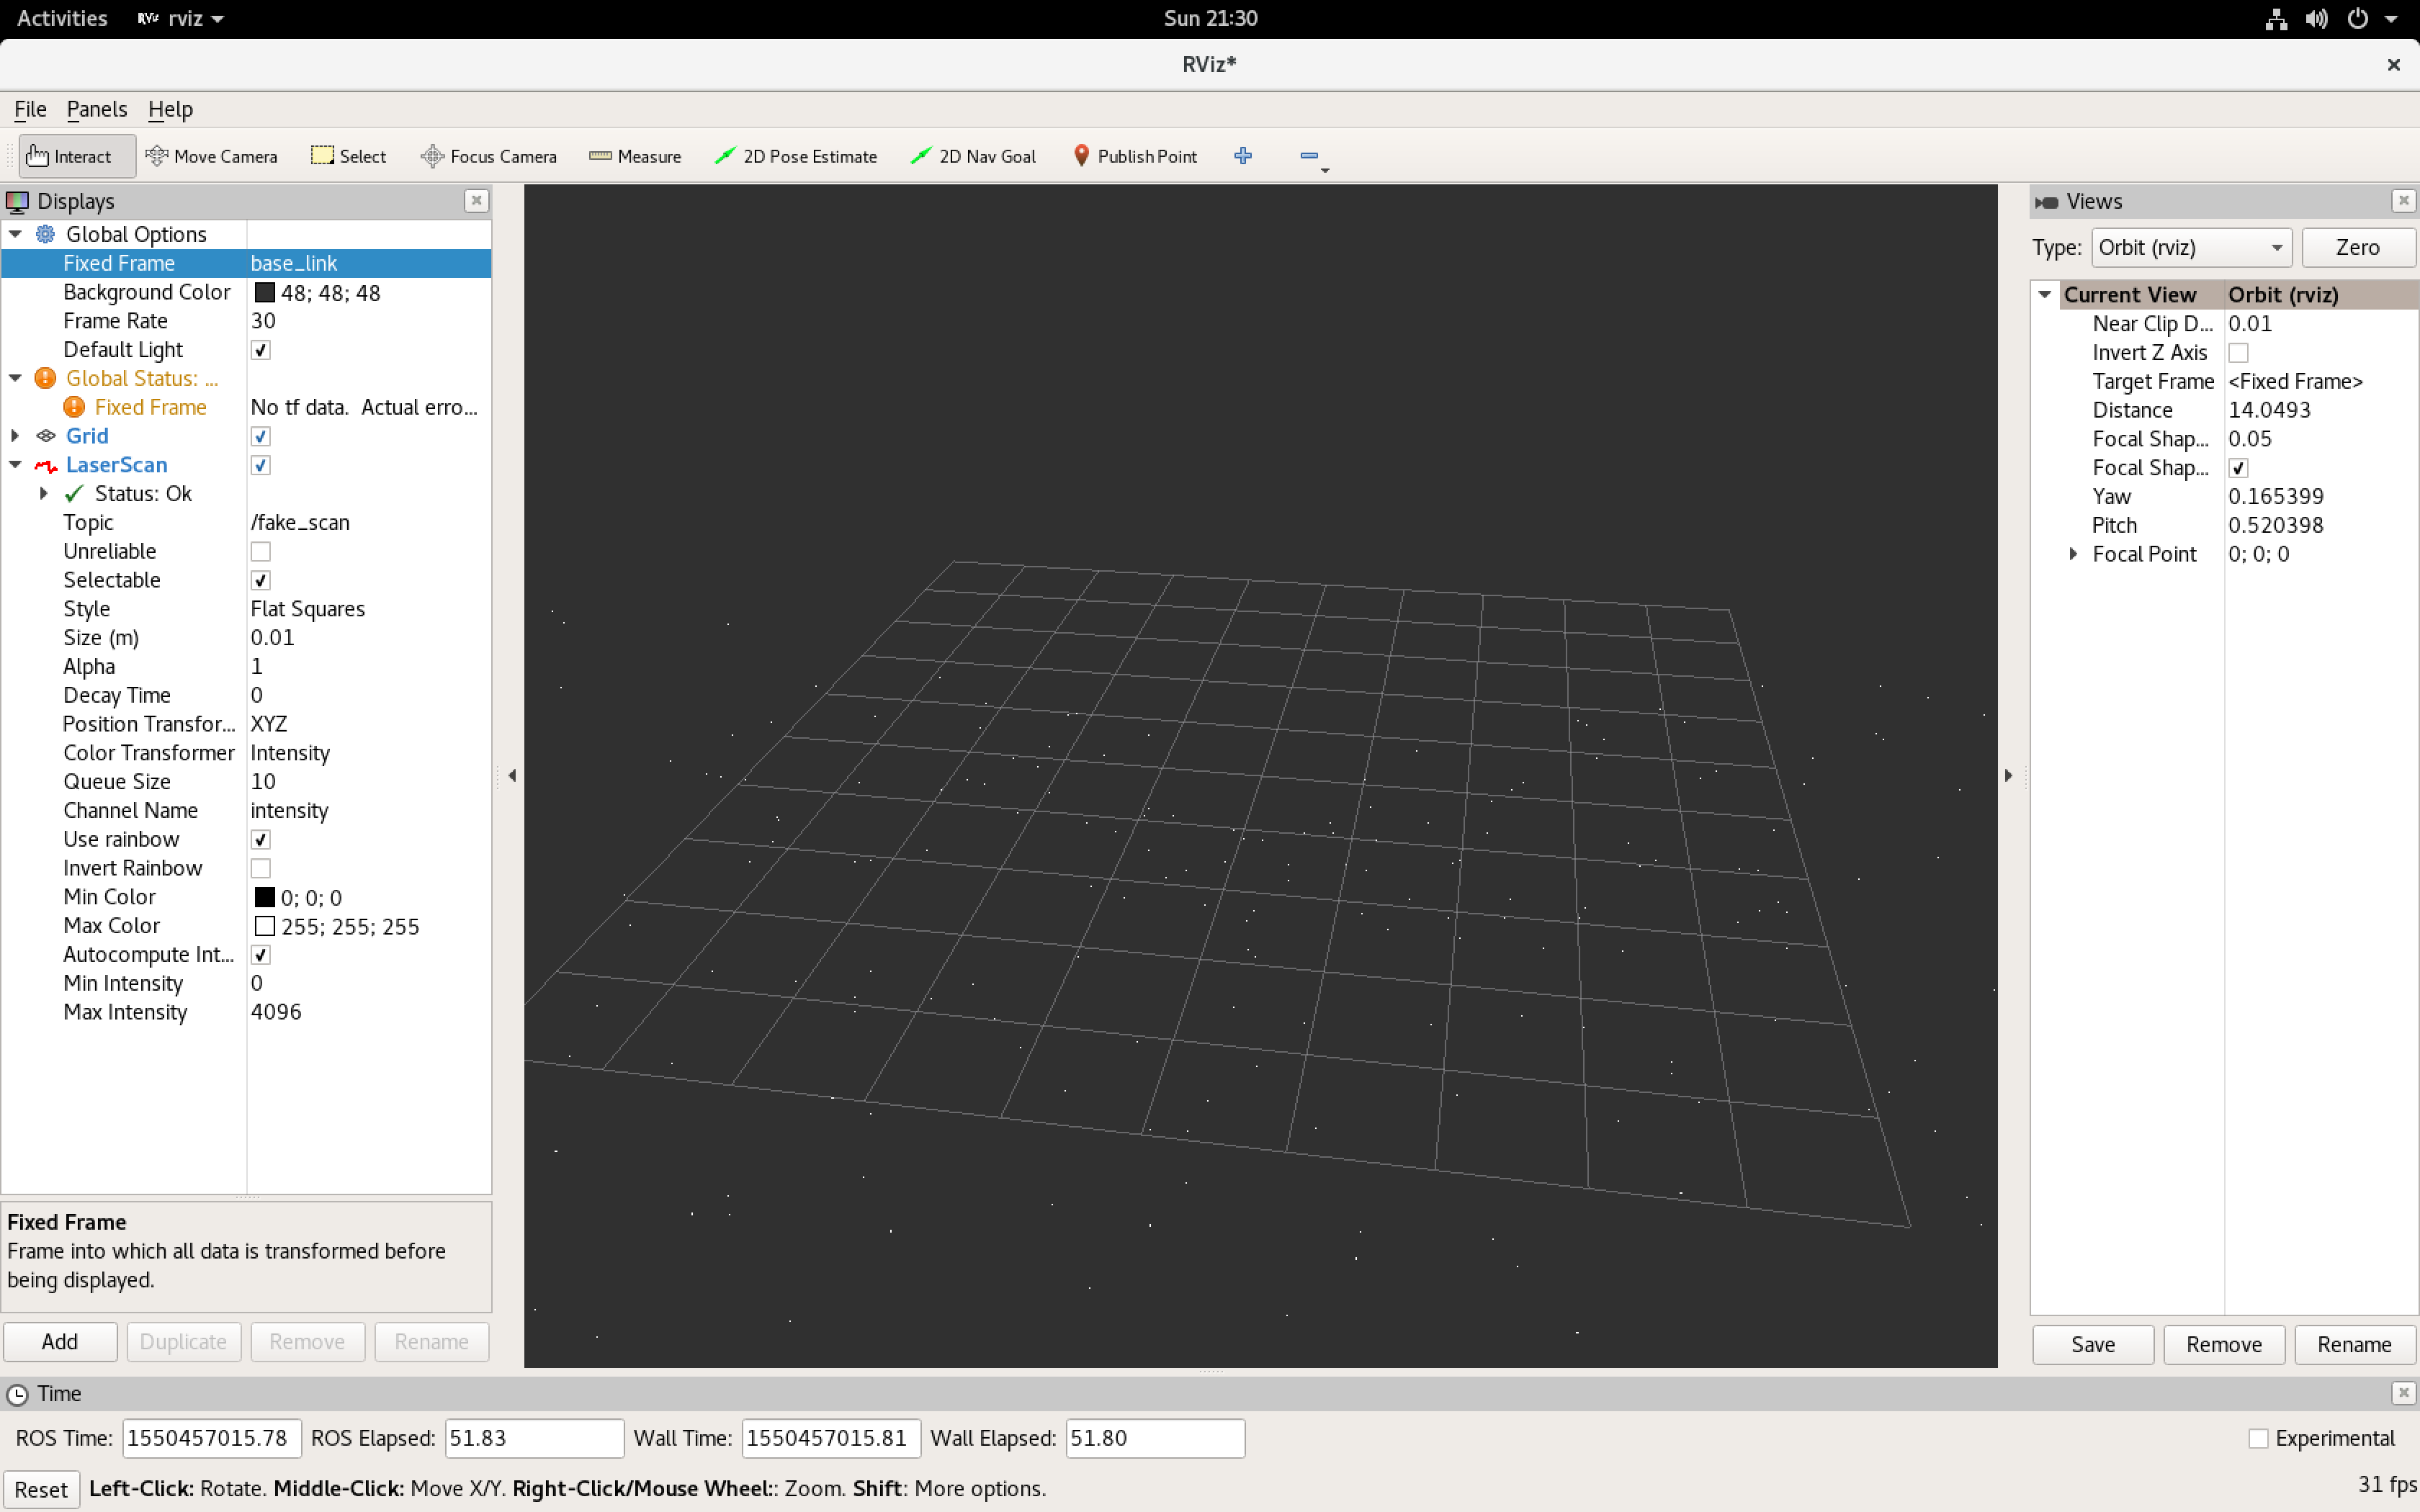 Activities RViz rviz Sun 21:30
RViz*
File Panels Help
Interact Move Camera Select Focus Camera Measure 2D Pose Estimate 2D Nav Goal Publish Point
Displays
Global Options
Fixed Frame base_link
Background Color 48; 48; 48
Frame Rate 30
Default Light
Global Status: ...
Fixed Frame No tf data.  Actual erro...
Grid
LaserScan
Status: Ok
Topic /fake_scan
Unreliable
Selectable
Style Flat Squares
Size (m) 0.01
Alpha 1
Decay Time 0
Position Transfor... XYZ
Color Transformer Intensity
Queue Size 10
Channel Name intensity
Use rainbow
Invert Rainbow
Min Color 0; 0; 0
Max Color 255; 255; 255
Autocompute Int...
Min Intensity 0
Max Intensity 4096
Fixed Frame
Frame into which all data is transformed before
being displayed.
Add Duplicate Remove Rename
Views
Type: Orbit (rviz) Zero
Current View Orbit (rviz)
Near Clip D... 0.01
Invert Z Axis
Target Frame <Fixed Frame>
Distance 14.0493
Focal Shap... 0.05
Focal Shap...
Yaw 0.165399
Pitch 0.520398
Focal Point 0; 0; 0
Save Remove Rename
Time
ROS Time: 1550457015.78 ROS Elapsed: 51.83 Wall Time: 1550457015.81 Wall Elapsed: 51.80 Experimental
Reset Left-Click: Rotate. Middle-Click: Move X/Y. Right-Click/Mouse Wheel:: Zoom. Shift: More options. 31 fps